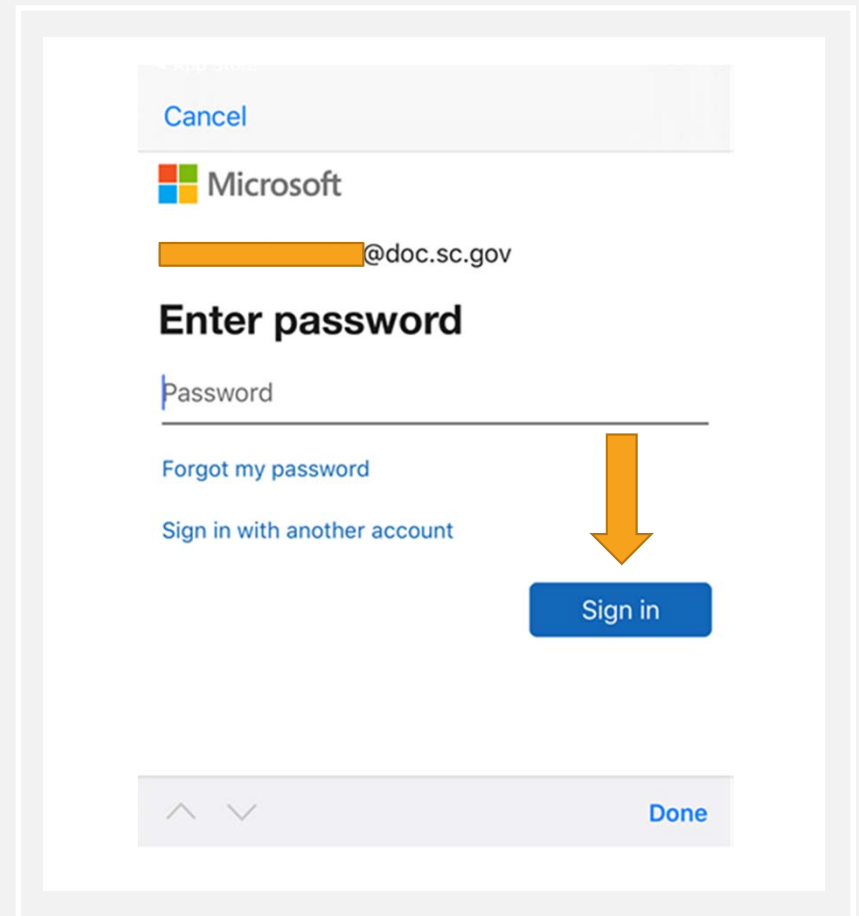 Cancel
Microsoft
@doc.sc.gov
Enter password
Password
Forgot my password
Sign in with another account
Sign in
Done